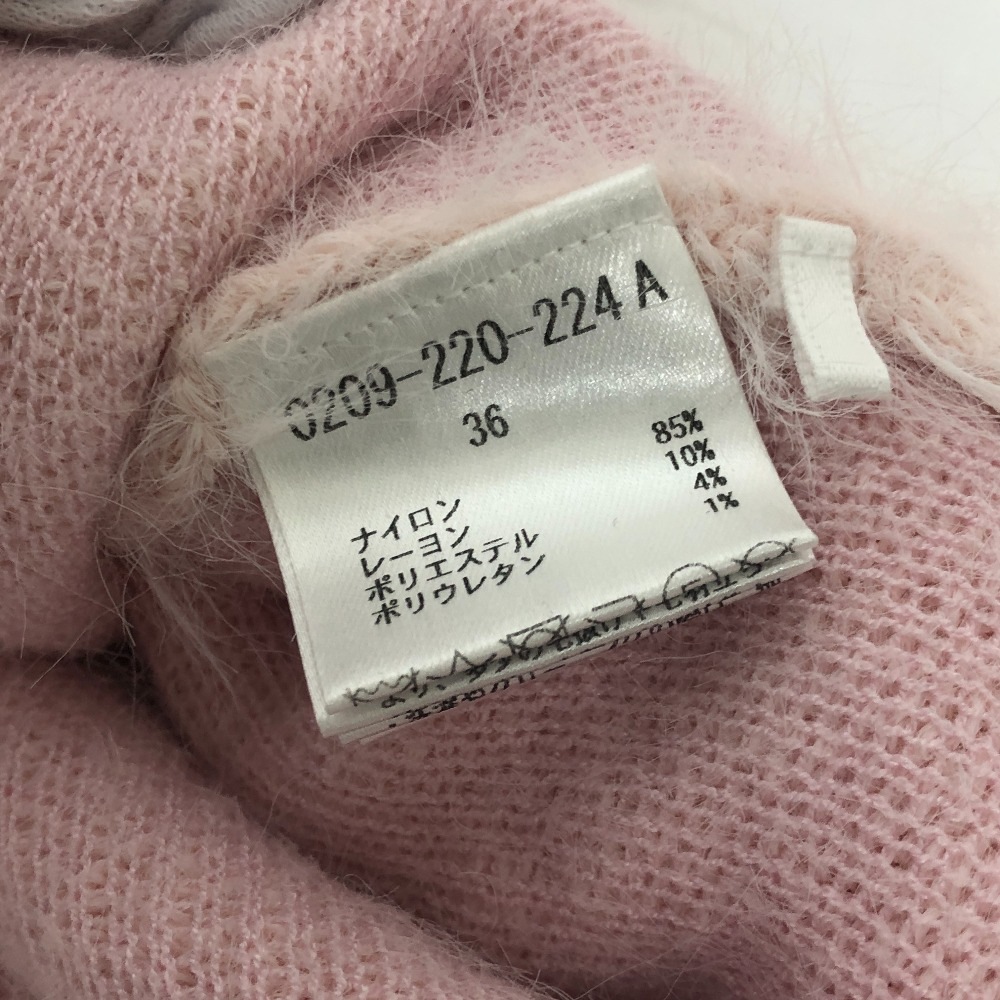 0209-220-224 A
36
ナイロン 85%
レーヨン 10%
ポリエステル 4%
ポリウレタン 1%